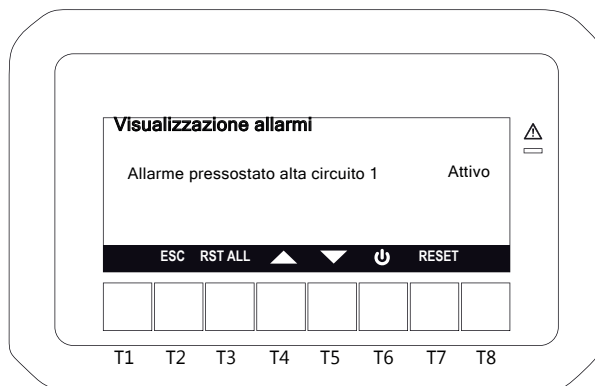 Visualizzazione allarmi
Allarme pressostato alta circuito 1 Attivo
ESC RST ALL RESET
T1 T2 T3 T4 T5 T6 T7 T8